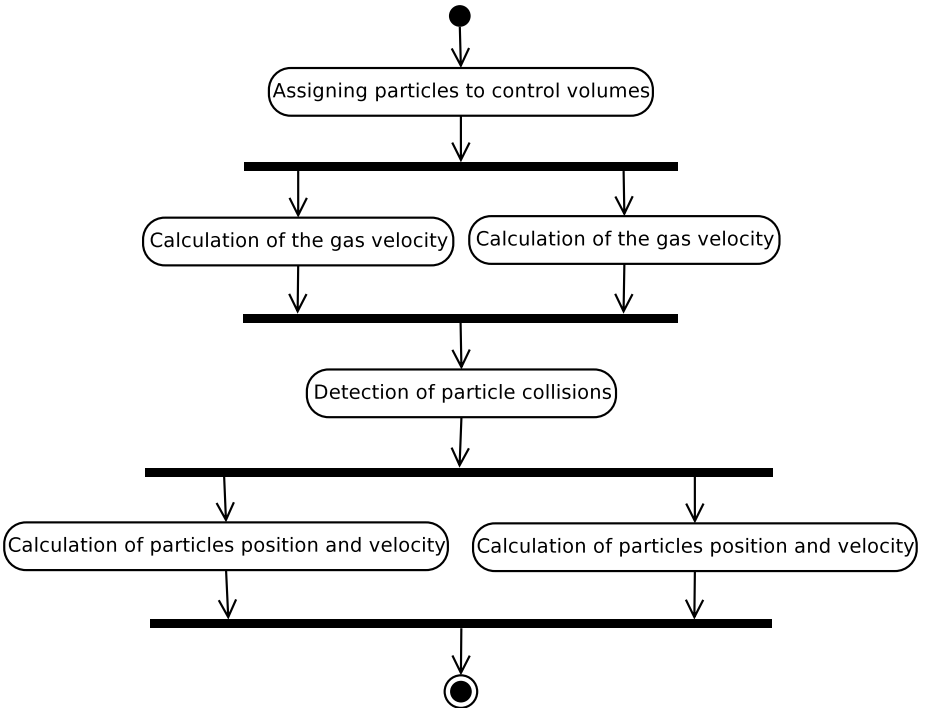 Assigning particles to control volumes
Calculation of the gas velocity
Calculation of the gas velocity
Detection of particle collisions
Calculation of particles position and velocity
Calculation of particles position and velocity